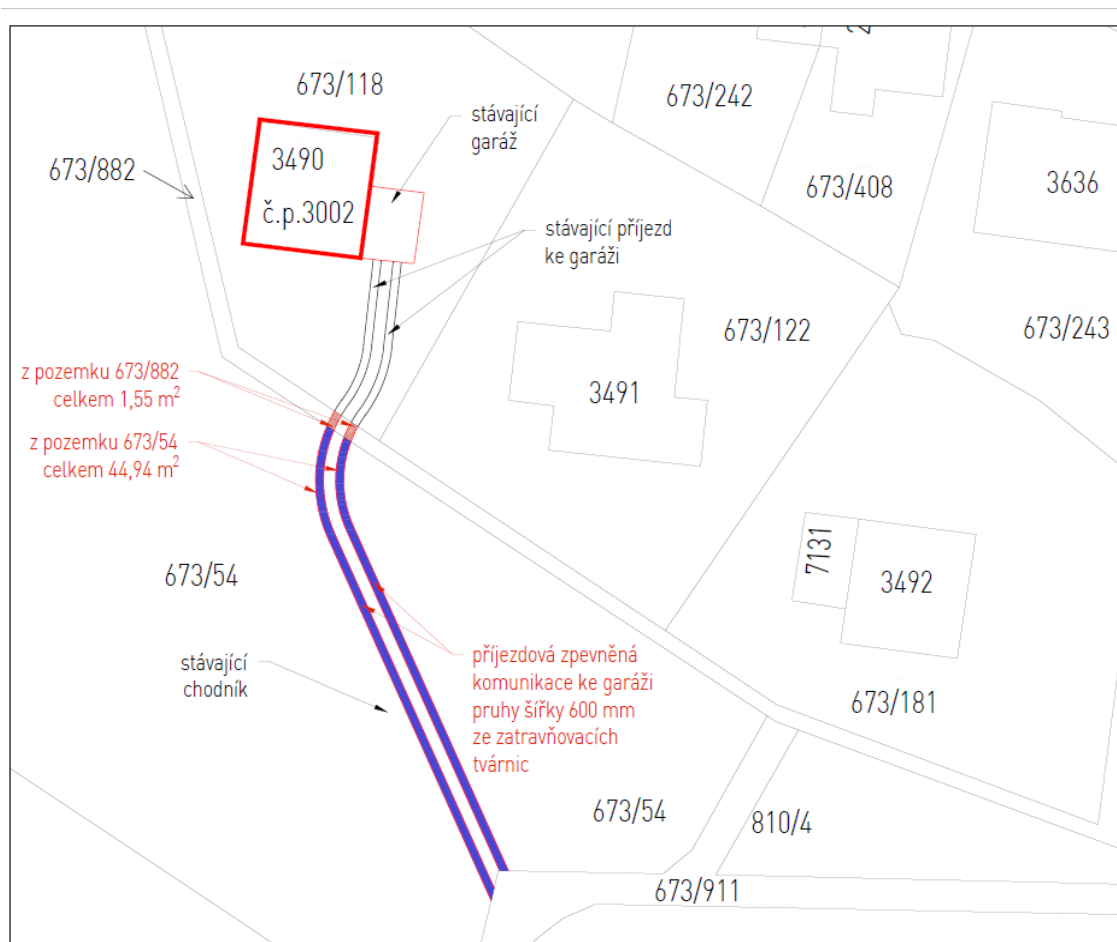 673/118
673/242
stávající
garáž
673/882
3490
673/408
3636
č.p.3002
stávající příjezd
ke garáži
673/122
673/243
z pozemku 673/882
celkem 1,55 m²
3491
z pozemku 673/54
celkem 44,94 m²
7131
3492
673/54
stávající
chodník
příjezdová zpevněná
komunikace ke garáži
pruhy šířky 600 mm
ze zatravňovacích
tvárnic
673/181
673/54
810/4
673/911